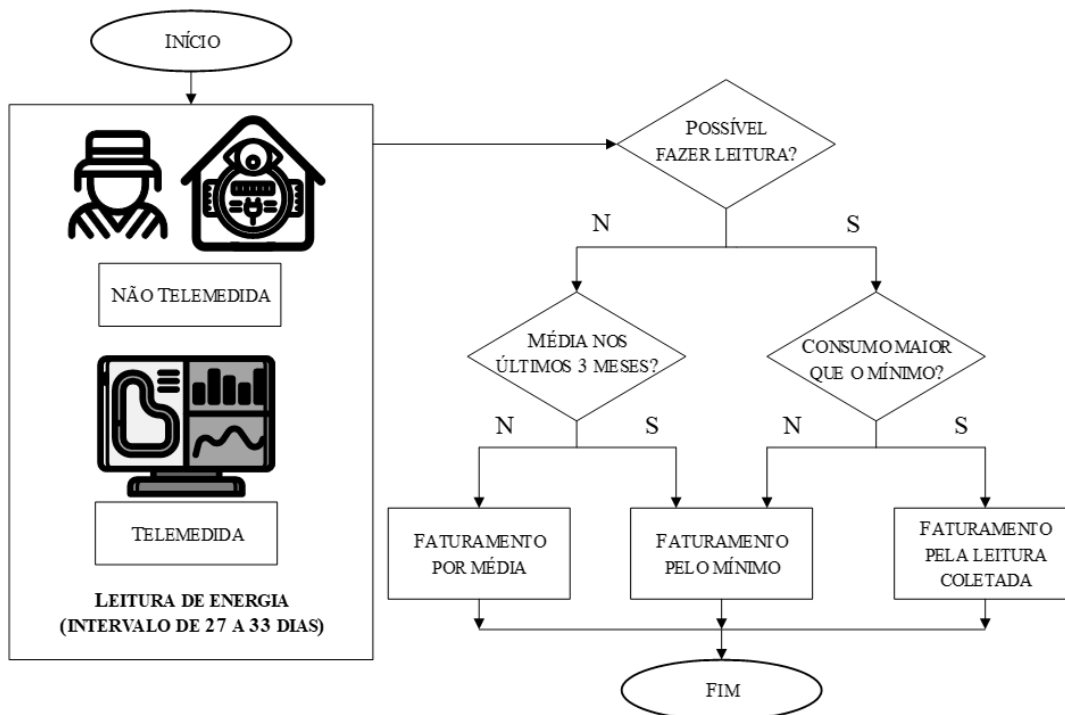 INÍCIO
NÃO TELEMEDIDA
TELEMEDIDA
LEITURA DE ENERGIA
(INTERVALO DE 27 A 33 DIAS)
POSSÍVEL
FAZER LEITURA?
N
S
MÉDIA NOS
ÚLTIMOS 3 MESES?
CONSUMO MAIOR
QUE O MÍNIMO?
N
S
N
S
FATURAMENTO
POR MÉDIA
FATURAMENTO
PELO MÍNIMO
FATURAMENTO
PELA LEITURA
COLETADA
FIM